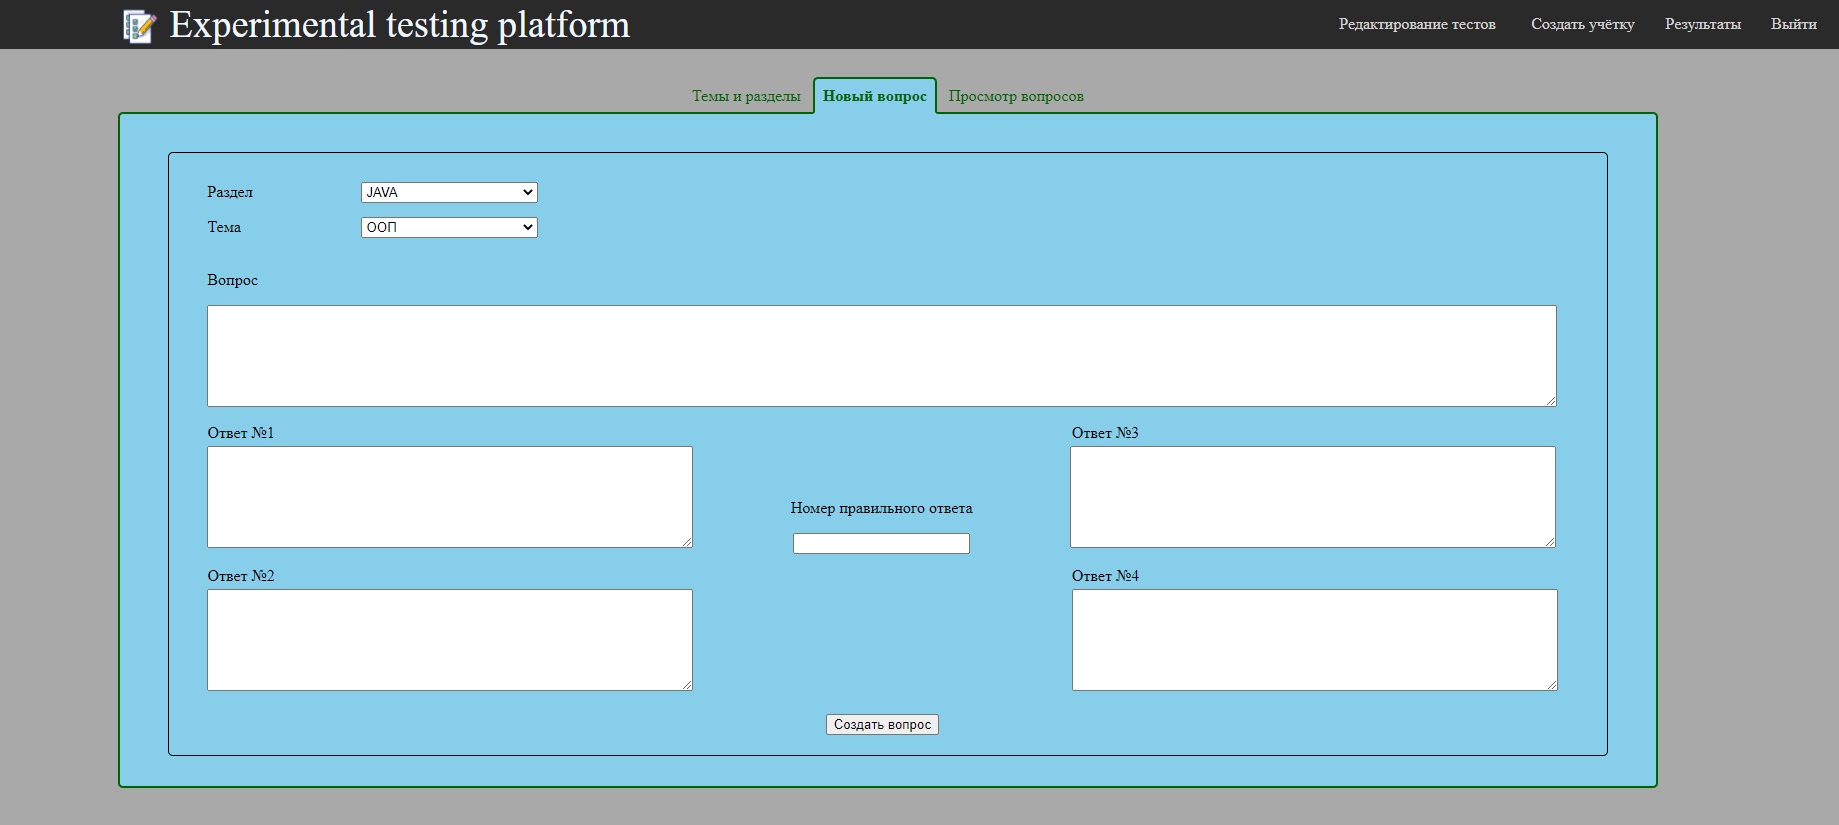 Experimental testing platform
Редактирование тестов Создать учётку Результаты Выйти
Темы и разделы Новый вопрос Просмотр вопросов
Раздел JAVA
Тема ООП
Вопрос
Ответ №1
Ответ №3
Номер правильного ответа
Ответ №2
Ответ №4
Создать вопрос